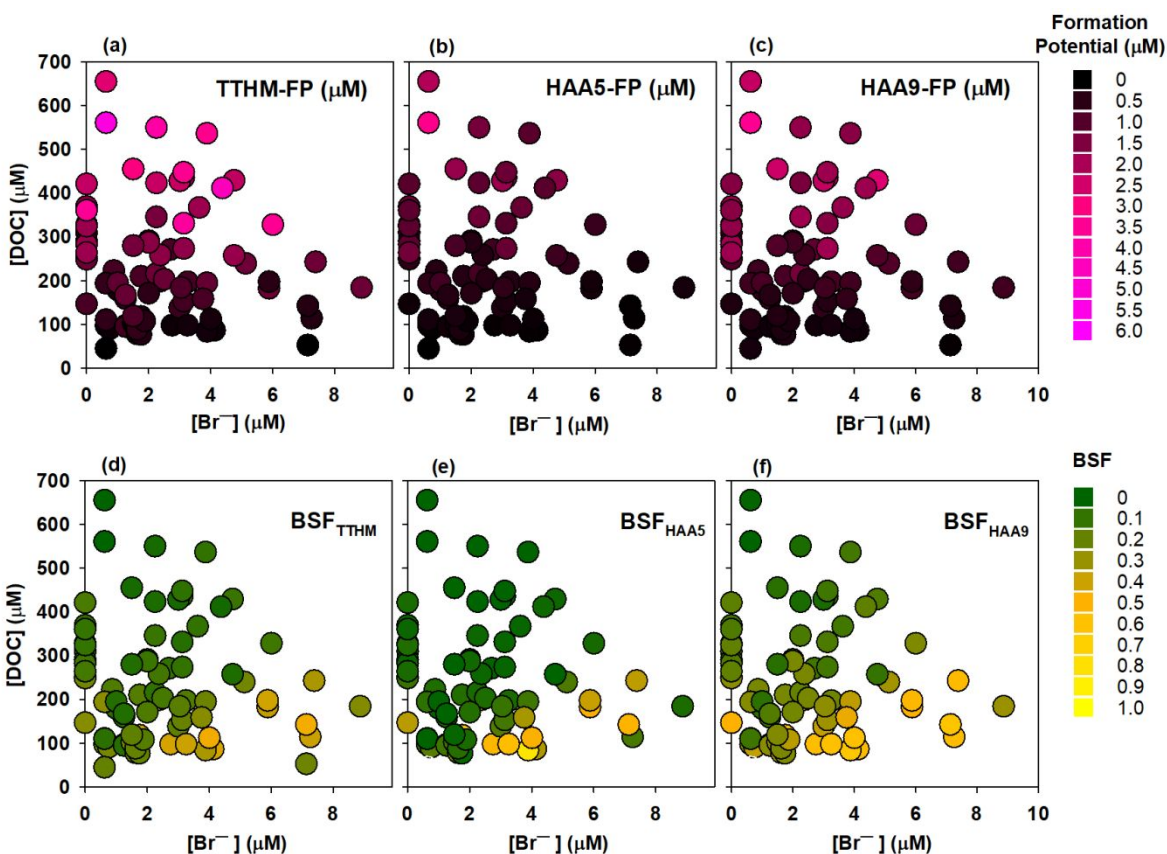 Formation
Potential (μM)
(a)
(b)
(c)
TTHM-FP (μM)
HAA5-FP (μM)
HAA9-FP (μM)
700
600
500
400
300
200
100
0
[DOC] (μM)
0 2 4 6 8
0 2 4 6 8
0 2 4 6 8 10
[Br¯] (μM)
[Br¯] (μM)
[Br¯] (μM)
0
0.5
1.0
1.5
2.0
2.5
3.0
4.0
4.5
5.0
5.5
6.0
(d)
(e)
(f)
BSF
BSF TTHM
BSF HAA5
BSF HAA9
700
600
500
400
300
200
100
0
[DOC] (μM)
0 2 4 6 8
0 2 4 6 8
0 2 4 6 8 10
[Br¯ ] (μM)
[Br¯ ] (μM)
[Br¯ ] (μM)
0
0.1
0.2
0.3
0.4
0.5
0.6
0.7
0.8
0.9
1.0